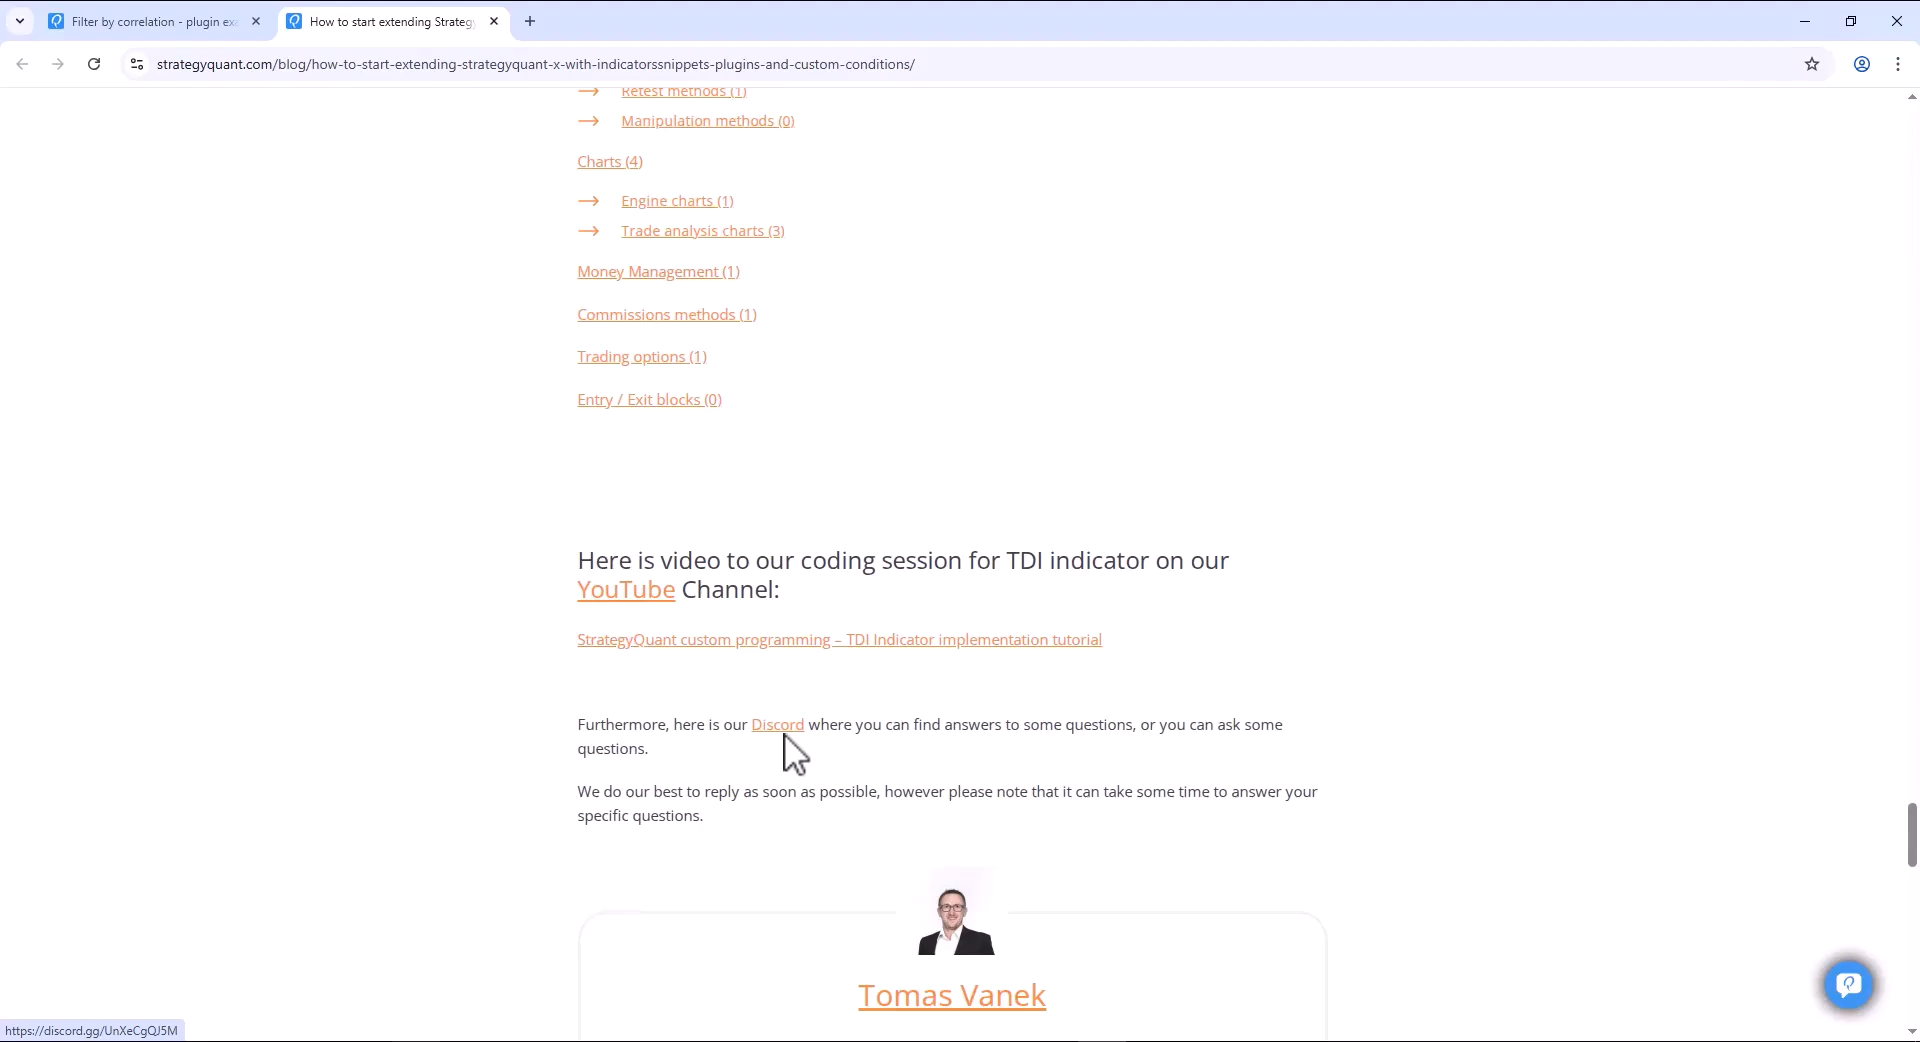 Filter by correlation - plugin ex
How to start extending Strateg
strategyquant.com/blog/how-to-start-extending-strategyquant-x-with-indicatorssnippets-plugins-and-custom-conditions/
Retest methods (1)
Manipulation methods (0)
Charts (4)
Engine charts (1)
Trade analysis charts (3)
Money Management (1)
Commissions methods (1)
Trading options (1)
Entry / Exit blocks (0)
Here is video to our coding session for TDI indicator on our
YouTube Channel:
StrategyQuant custom programming – TDI Indicator implementation tutorial
Furthermore, here is our Discord where you can find answers to some questions, or you can ask some
questions.
We do our best to reply as soon as possible, however please note that it can take some time to answer your
specific questions.
Tomas Vanek
https://discord.gg/UnXeCgQJ5M